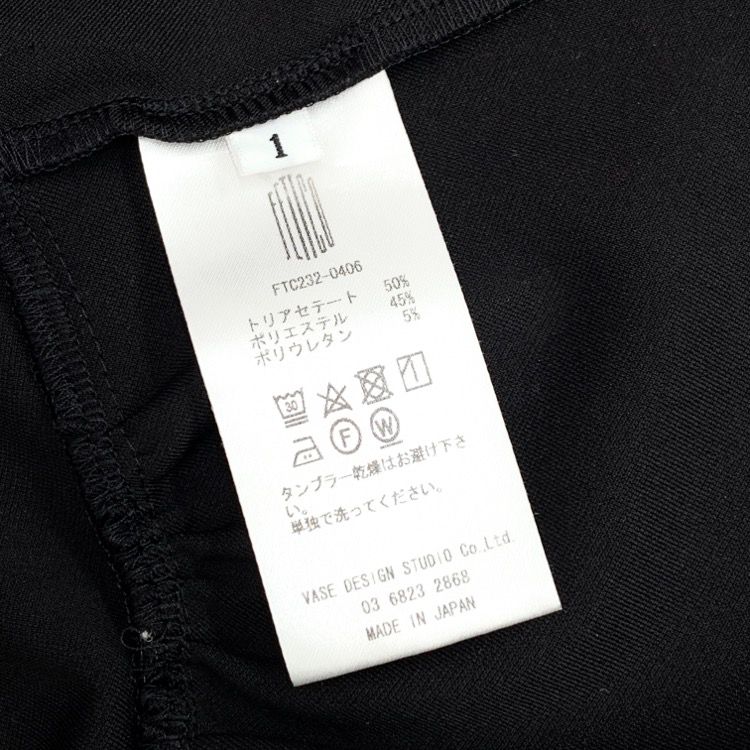 1
FETICO
FTC232-0406
トリアセテート 50%
ポリエステル 45%
ポリウレタン 5%
30
F W
タンブラー乾燥はお避け下さ
い。
単独で洗ってください。
VASE DESIGN STUDIO Co.,Ltd.
03 6823 2868
MADE IN JAPAN